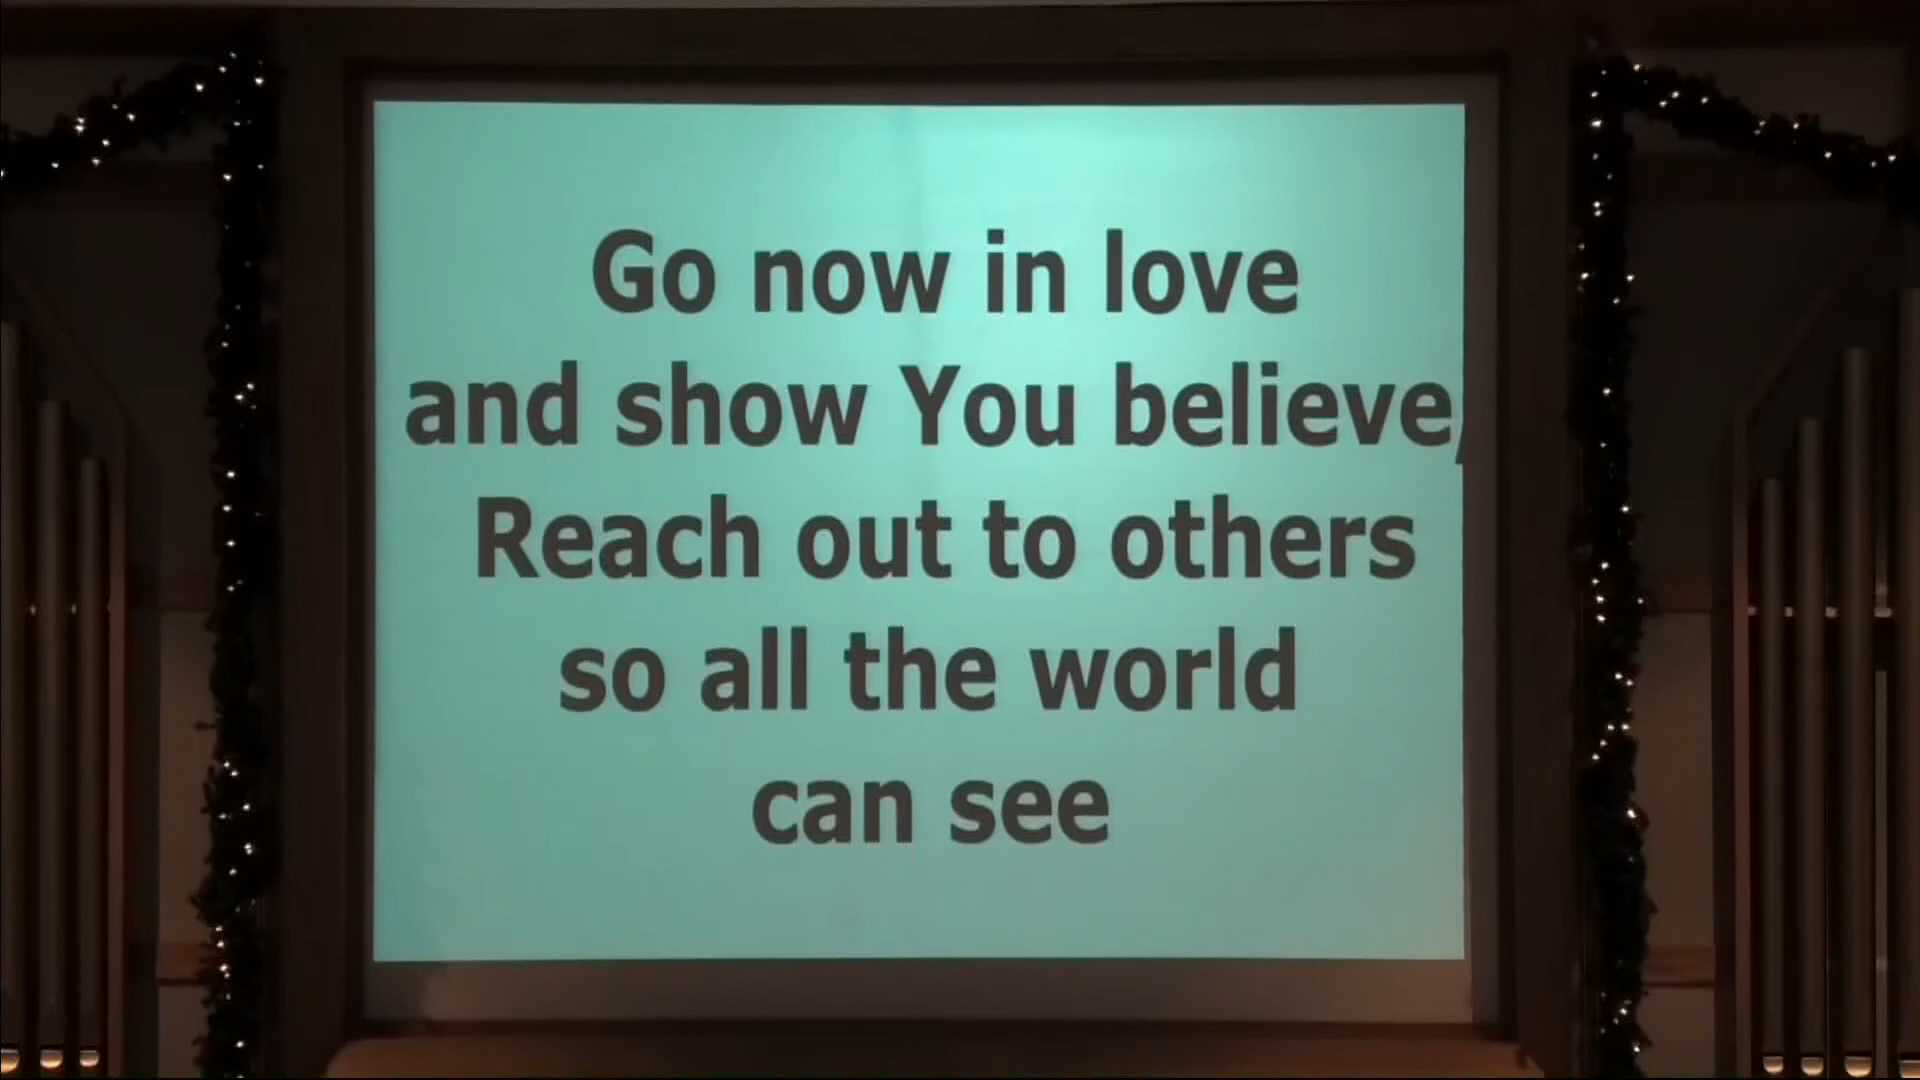 Go now in love
and show You believe,
Reach out to others
so all the world
can see